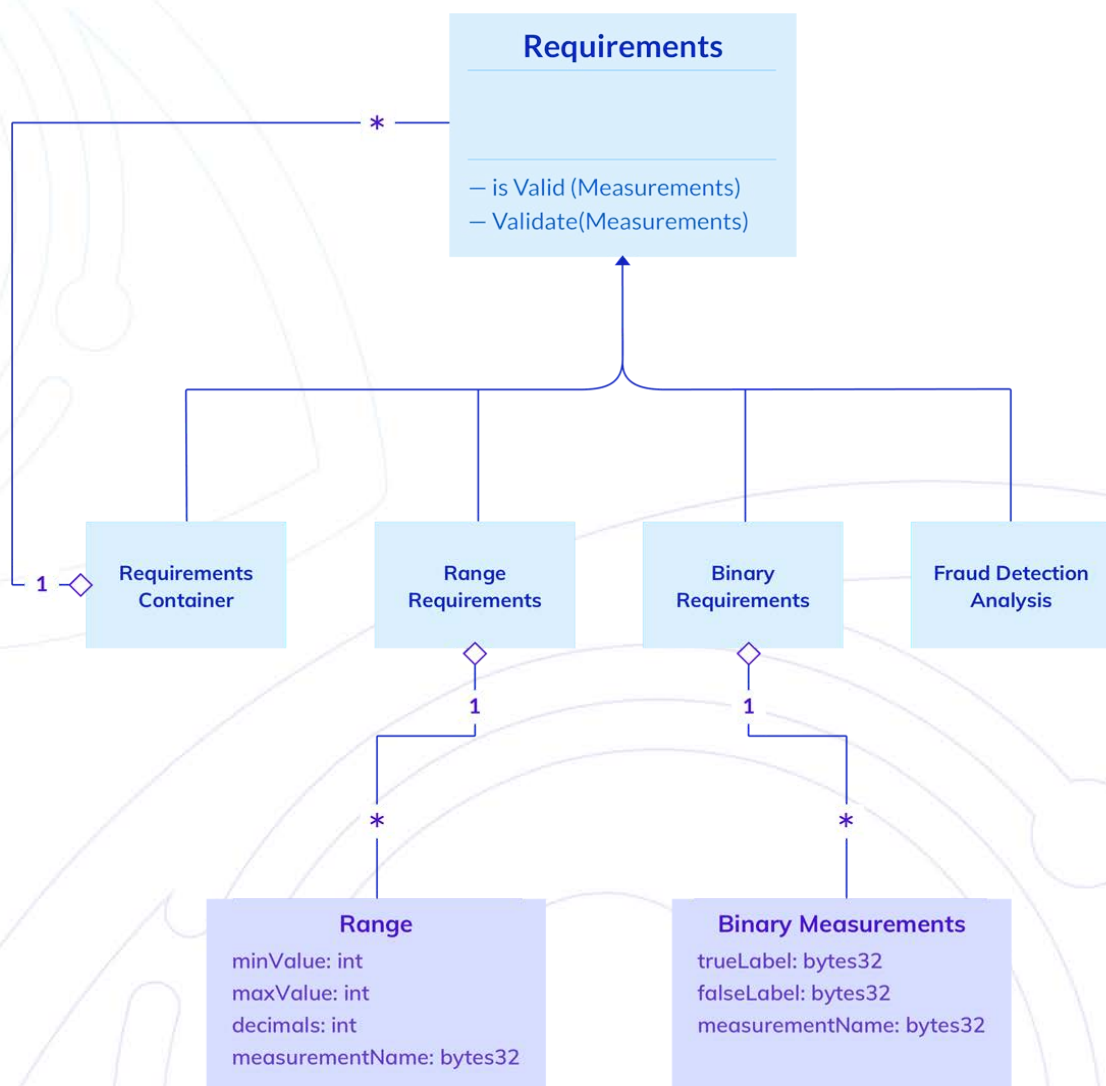 Requirements
*
— is Valid (Measurements)
— Validate(Measurements)
1
Requirements
Container
Range
Requirements
Binary
Requirements
Fraud Detection
Analysis
1
1
*
*
Range
minValue: int
maxValue: int
decimals: int
measurementName: bytes32
Binary Measurements
trueLabel: bytes32
falseLabel: bytes32
measurementName: bytes32